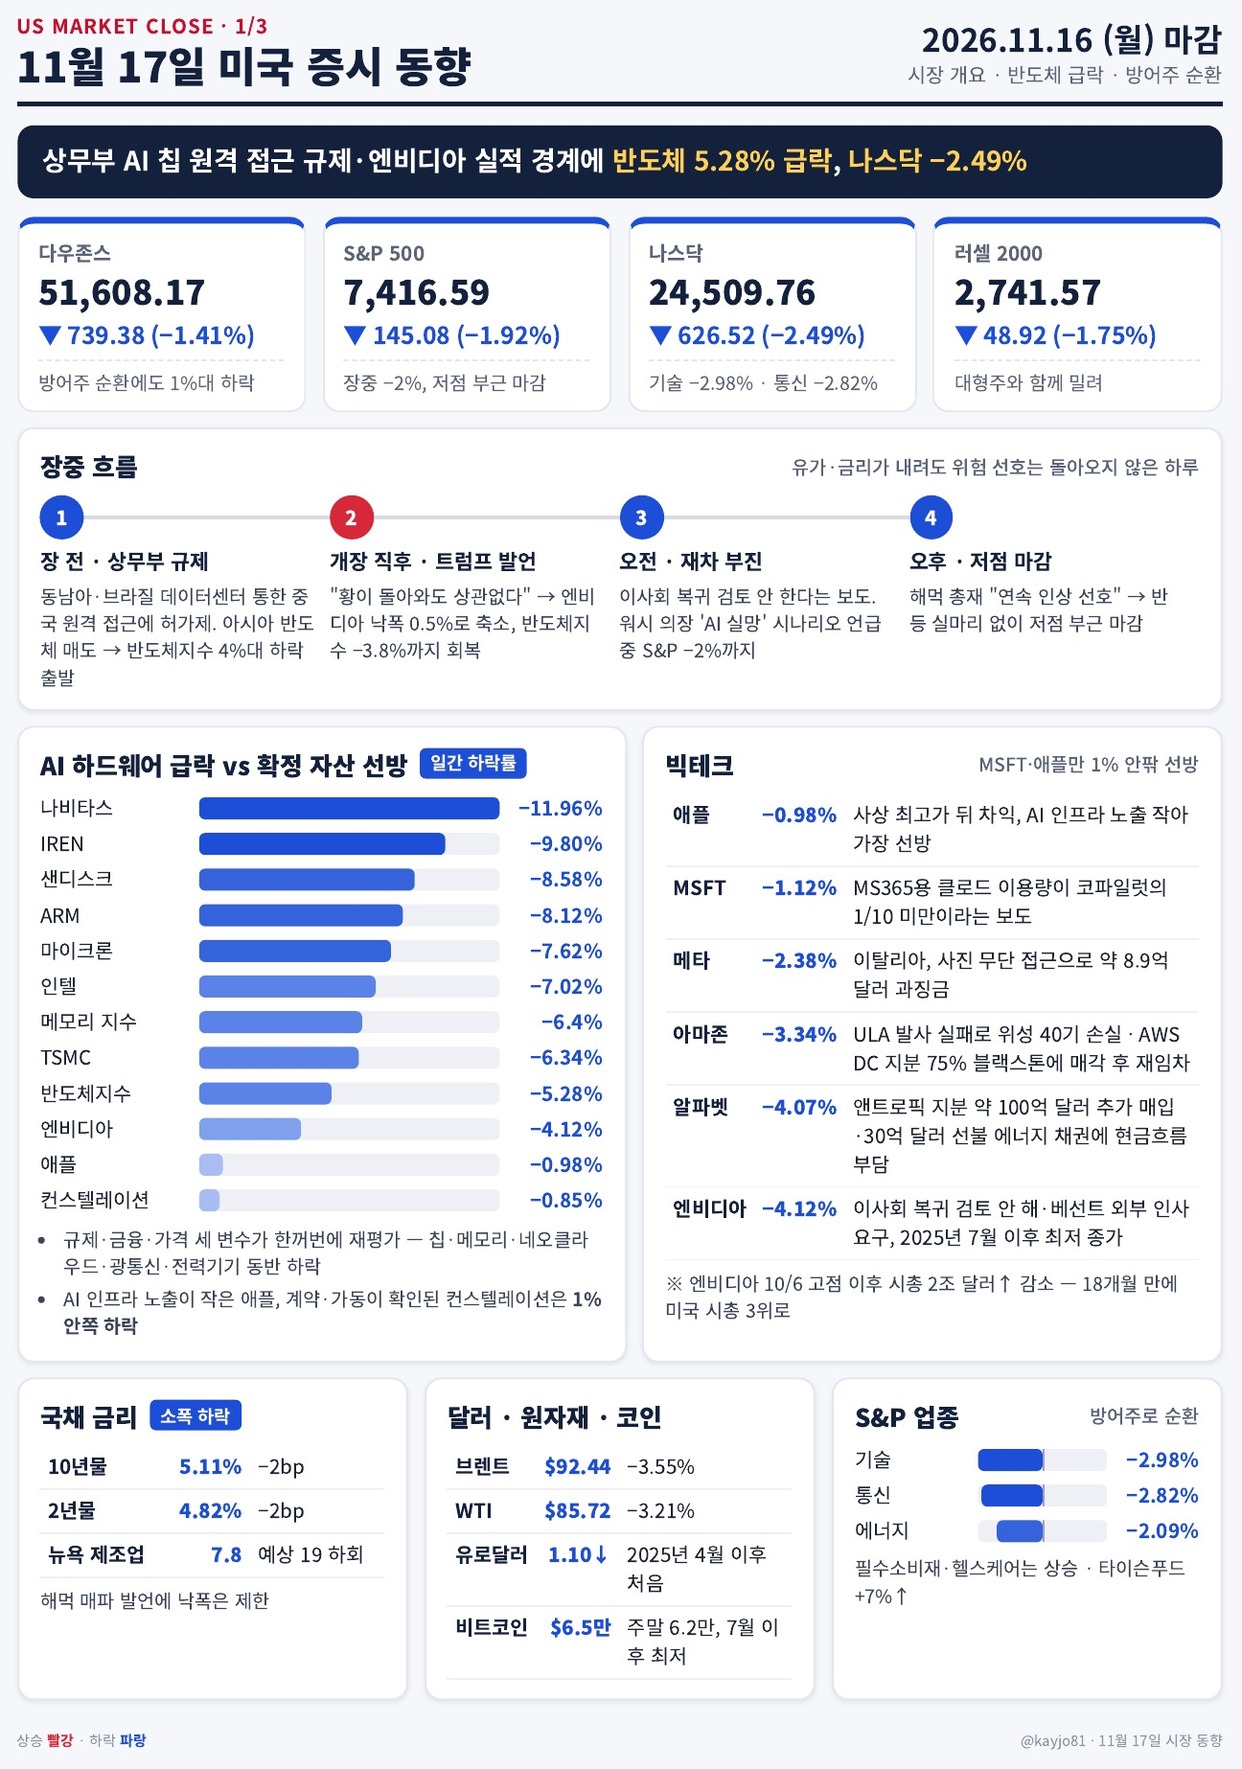 US MARKET CLOSE · 1/3
11월 17일 미국 증시 동향
2026.11.16 (월) 마감
시장 개요 · 반도체 급락 · 방어주 순환
상무부 AI 칩 원격 접근 규제·엔비디아 실적 경계에 반도체 5.28% 급락, 나스닥 −2.49%
다우존스
51,608.17
▼ 739.38 (−1.41%)
방어주 순환에도 1%대 하락
S&P 500
7,416.59
▼ 145.08 (−1.92%)
장중 −2%, 저점 부근 마감
나스닥
24,509.76
▼ 626.52 (−2.49%)
기술 −2.98% · 통신 −2.82%
러셀 2000
2,741.57
▼ 48.92 (−1.75%)
대형주와 함께 밀려
장중 흐름
유가·금리가 내려도 위험 선호는 돌아오지 않은 하루
1
장 전 · 상무부 규제
동남아·브라질 데이터센터 통한 중
국 원격 접근에 허가제. 아시아 반도
체 매도 → 반도체지수 4%대 하락
출발
2
개장 직후 · 트럼프 발언
"황이 돌아와도 상관없다" → 엔비
디아 낙폭 0.5%로 축소, 반도체지
수 −3.8%까지 회복
3
오전 · 재차 부진
이사회 복귀 검토 안 한다는 보도.
워시 의장 'AI 실망' 시나리오 언급
중 S&P −2%까지
4
오후 · 저점 마감
해먹 총재 "연속 인상 선호" → 반
등 실마리 없이 저점 부근 마감
AI 하드웨어 급락 vs 확정 자산 선방 일간 하락률
나비타스 −11.96%
IREN −9.80%
샌디스크 −8.58%
ARM −8.12%
마이크론 −7.62%
인텔 −7.02%
메모리 지수 −6.4%
TSMC −6.34%
반도체지수 −5.28%
엔비디아 −4.12%
애플 −0.98%
컨스텔레이션 −0.85%
• 규제·금융·가격 세 변수가 한꺼번에 재평가 — 칩·메모리·네오클라
우드·광통신·전력기기 동반 하락
• AI 인프라 노출이 작은 애플, 계약·가동이 확인된 컨스텔레이션은 1%
안쪽 하락
빅테크
MSFT·애플만 1% 안팎 선방
애플 −0.98% 사상 최고가 뒤 차익, AI 인프라 노출 작아
가장 선방
MSFT −1.12% MS365용 클로드 이용량이 코파일럿의
1/10 미만이라는 보도
메타 −2.38% 이탈리아, 사진 무단 접근으로 약 8.9억
달러 과징금
아마존 −3.34% ULA 발사 실패로 위성 40기 손실 · AWS
DC 지분 75% 블랙스톤에 매각 후 재임차
알파벳 −4.07% 앤트로픽 지분 약 100억 달러 추가 매입
·30억 달러 선불 에너지 채권에 현금흐름
부담
엔비디아 −4.12% 이사회 복귀 검토 안 해·베선트 외부 인사
요구, 2025년 7월 이후 최저 종가
※ 엔비디아 10/6 고점 이후 시총 2조 달러↑ 감소 — 18개월 만에
미국 시총 3위로
국채 금리 소폭 하락
10년물 5.11% −2bp
2년물 4.82% −2bp
뉴욕 제조업 7.8 예상 19 하회
해먹 매파 발언에 낙폭은 제한
달러 · 원자재 · 코인
브렌트 $92.44 −3.55%
WTI $85.72 −3.21%
유로달러 1.10↓ 2025년 4월 이후
처음
비트코인 $6.5만 주말 6.2만, 7월 이
후 최저
S&P 업종
방어주로 순환
기술 −2.98%
통신 −2.82%
에너지 −2.09%
필수소비재·헬스케어는 상승 · 타이슨푸드
+7%↑
상승 빨강 · 하락 파랑
@kayjo81 · 11월 17일 시장 동향